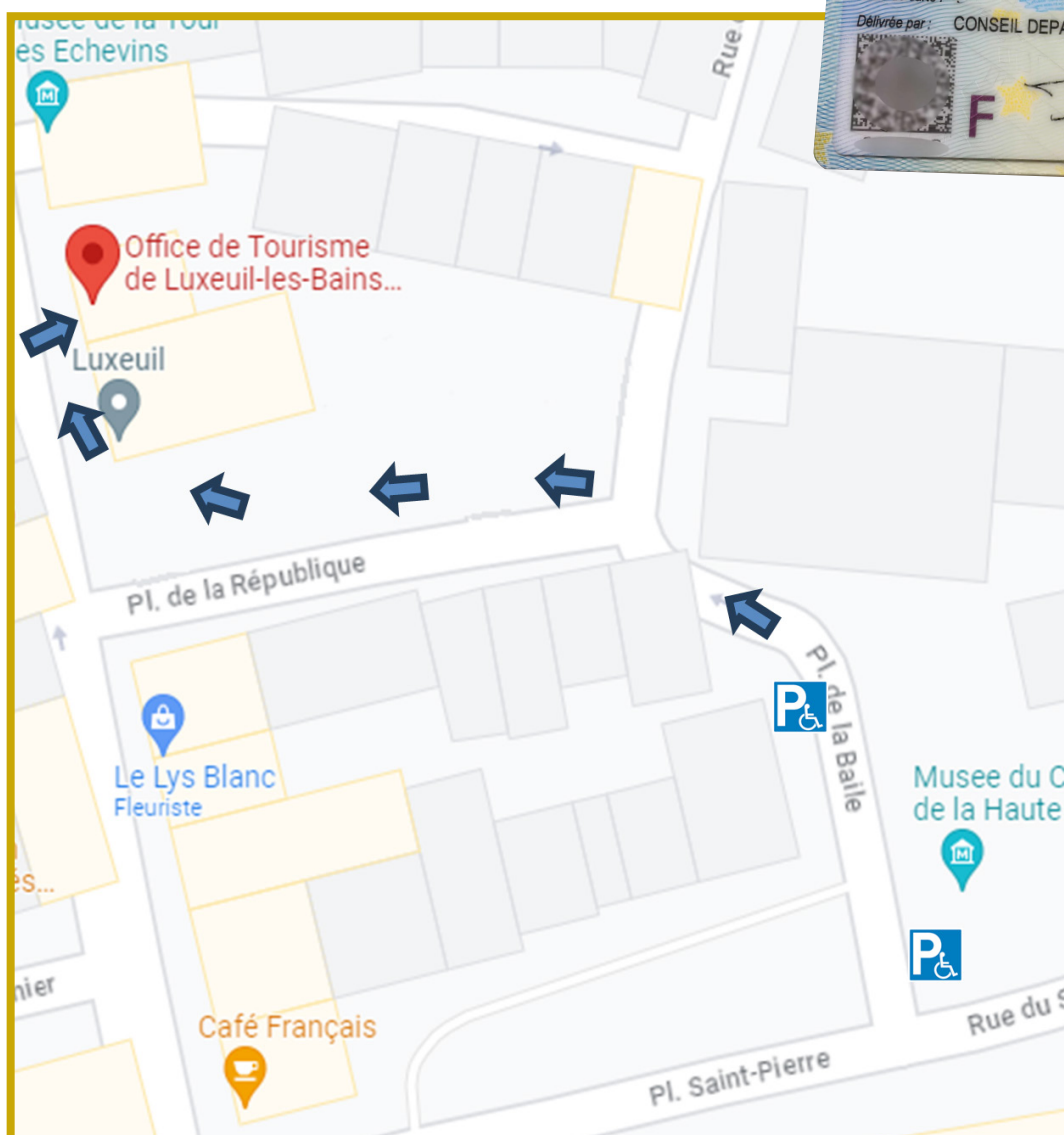 Délivrée par : CONSEIL DEPA
F
es Echevins
M
Rue
Office de Tourisme
de Luxeuil-les-Bains...
Luxeuil
Pl. de la République
P
Pl. de la Baile
Le Lys Blanc
Fleuriste
Musee du C
de la Haute
M
és...
P
nier
Café Français
Rue du S
Pl. Saint-Pierre